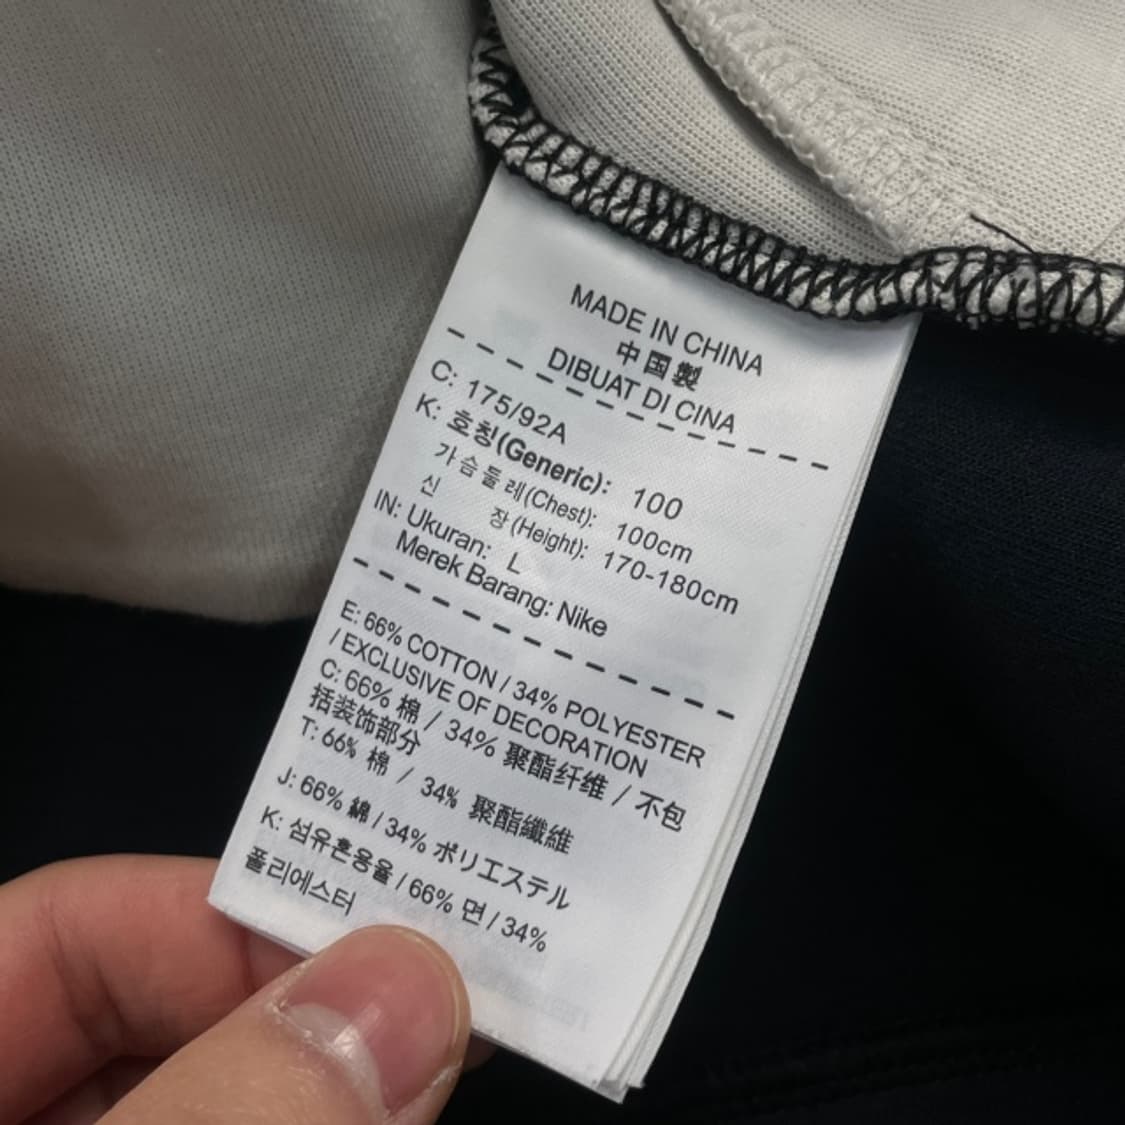 MADE IN CHINA
中国製
DIBUAT DI CINA
C: 175/92A
K: 호칭(Generic): 100
가슴둘레(Chest): 100cm
신 장(Height): 170-180cm
IN: Ukuran: L
Merek Barang: Nike
E: 66% COTTON / 34% POLYESTER
/ EXCLUSIVE OF DECORATION
C: 66% 棉 / 34% 聚酯纤维 / 不包
括装饰部分
T: 66% 棉 / 34% 聚酯纖維
J: 66% 綿 / 34% ポリエステル
K: 섬유혼용율 / 66% 면 / 34%
폴리에스터